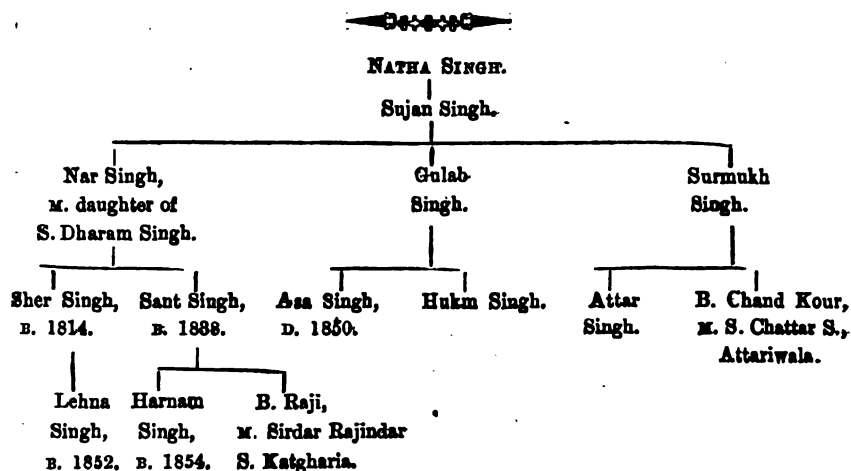 NATHA SINGH.
Sujan Singh.
Nar Singh,
M. daughter of
S. Dharam Singh.
Gulab
Singh.
Surmukh
Singh.
Sher Singh,
B. 1814.
Sant Singh,
B. 1838.
Asa Singh,
D. 1850.
Hukm Singh.
Attar
Singh.
B. Chand Kour,
M. S. Chattar S.,
Attariwala.
Lehna
Singh,
B. 1852.
Harnam
Singh,
B. 1854.
B. Raji,
M. Sirdar Rajindar
S. Katgharia.